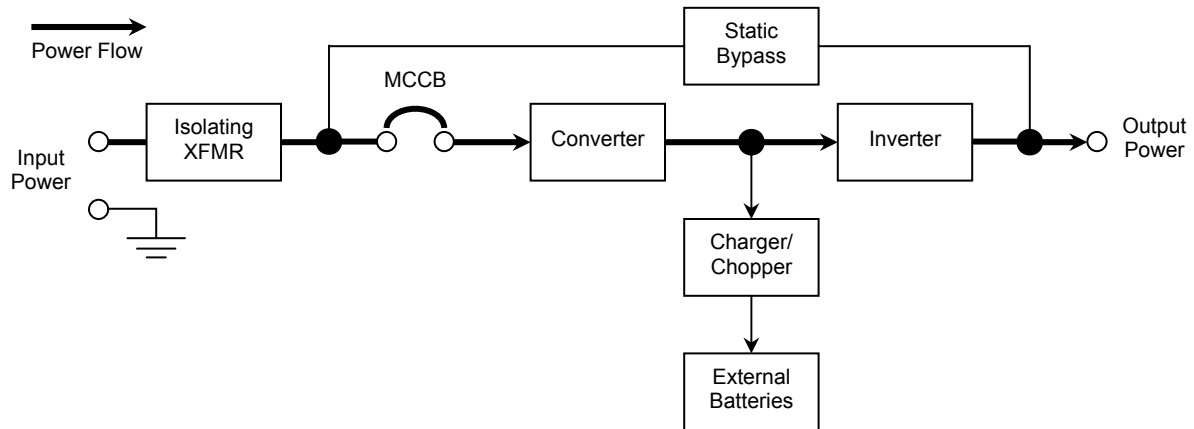 Power Flow
Static
Bypass
MCCB
Isolating
XFMR
Converter
Inverter
Output
Power
Input
Power
Charger/
Chopper
External
Batteries